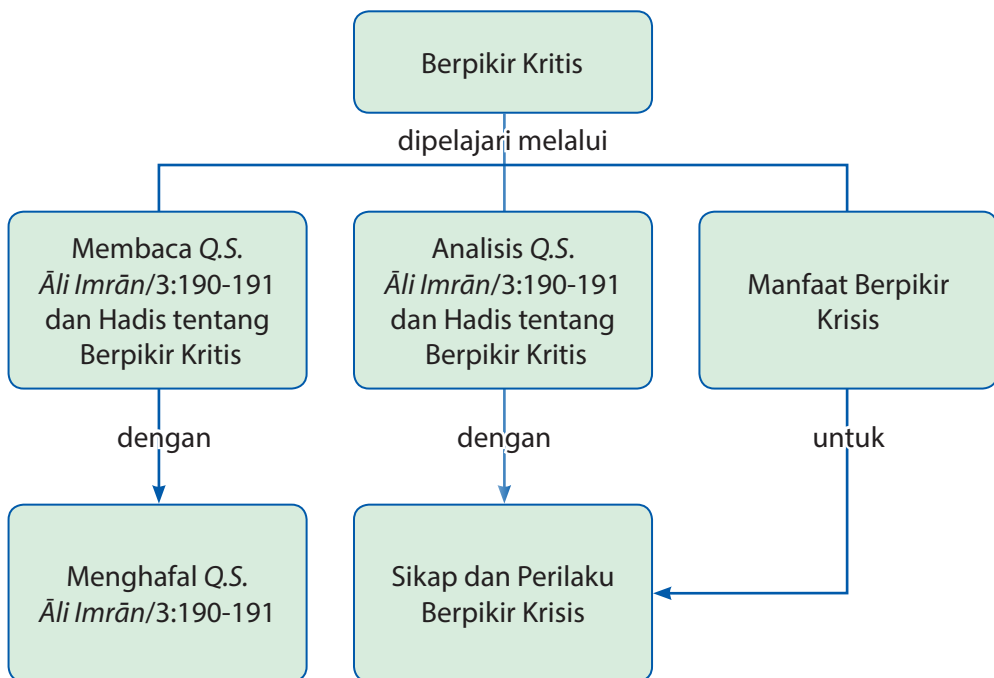 Berpikir Kritis
dipelajari melalui
Membaca Q.S.
Āli Imrān/3:190-191
dan Hadis tentang
Berpikir Kritis
Analisis Q.S.
Āli Imrān/3:190-191
dan Hadis tentang
Berpikir Kritis
Manfaat Berpikir
Krisis
dengan
dengan
untuk
Menghafal Q.S.
Āli Imrān/3:190-191
Sikap dan Perilaku
Berpikir Krisis